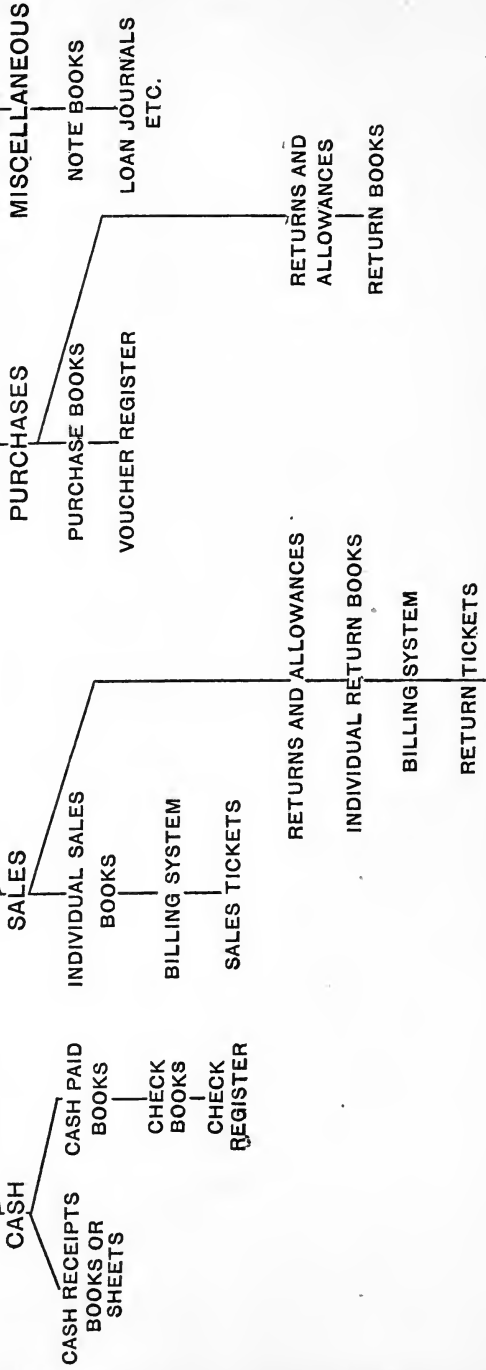 CASH
CASH RECEIPTS
BOOKS OR
SHEETS
CASH PAID
BOOKS
CHECK
BOOKS
CHECK
REGISTER
SALES
INDIVIDUAL SALES
BOOKS
BILLING SYSTEM
SALES TICKETS
RETURNS AND ALLOWANCES
INDIVIDUAL RETURN BOOKS
BILLING SYSTEM
RETURN TICKETS
PURCHASES
PURCHASE BOOKS
VOUCHER REGISTER
RETURNS AND
ALLOWANCES
RETURN BOOKS
MISCELLANEOUS
NOTE BOOKS
LOAN JOURNALS
ETC.